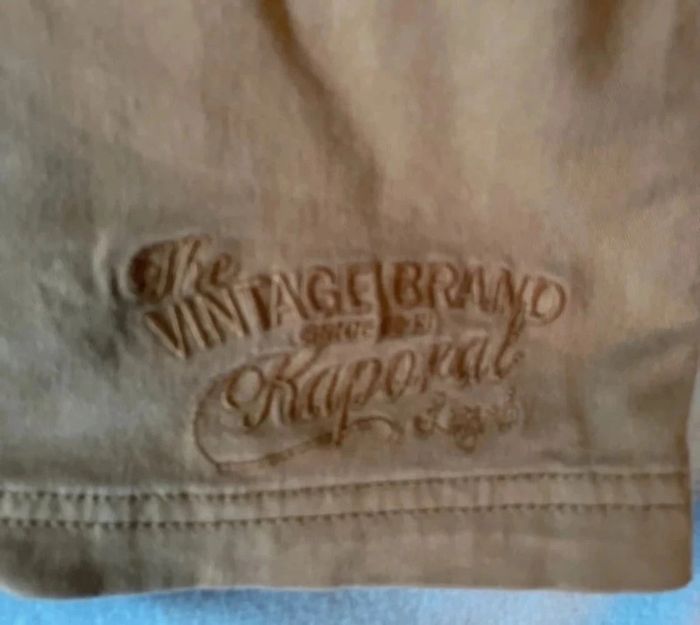 The
VINTAGE BRAND
Kaporal